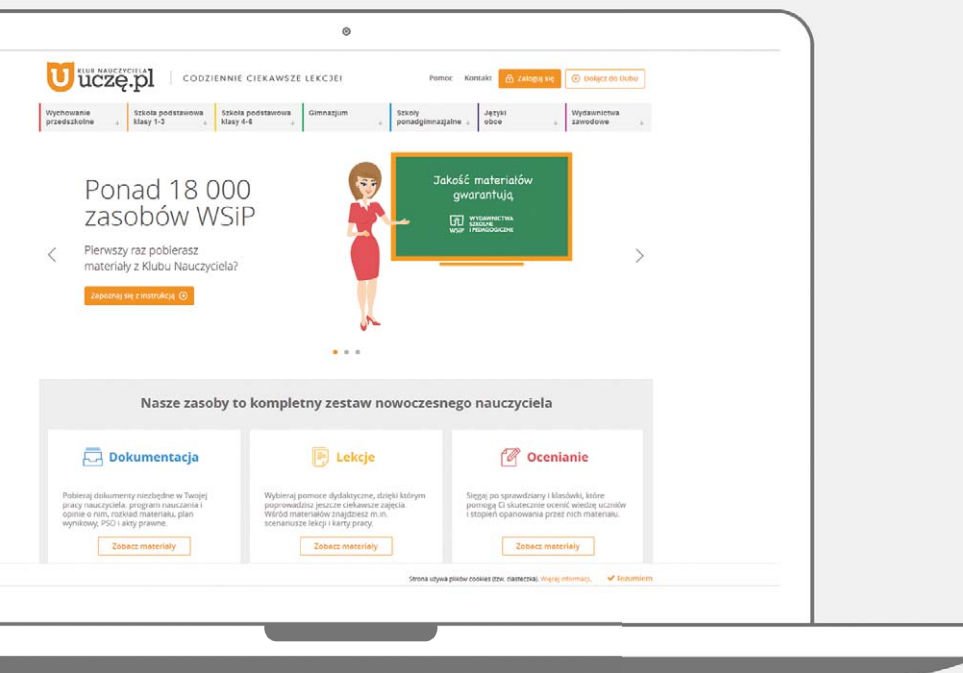 KLUB NAUCZYCIELA
uczę.pl
CODZIENNIE CIEKAWSZE LEKCJE!
Pomoc Kontakt Zaloguj się Dołącz do klubu
Wychowanie przedszkolne
Szkoła podstawowa klasy 1-3
Szkoła podstawowa klasy 4-6
Gimnazjum
Szkoły ponadgimnazjalne
Języki obce
Wydawnictwa zawodowe
Ponad 18 000
zasobów WSiP
Pierwszy raz pobierasz
materiały z Klubu Nauczyciela?
Zapoznaj się z instrukcją
Jakość materiałów
gwarantują
WSiP
WYDAWNICTWA
SZKOLNE
I PEDAGOGICZNE
Nasze zasoby to kompletny zestaw nowoczesnego nauczyciela
Dokumentacja
Pobieraj dokumenty niezbędne w Twojej
pracy nauczyciela: program nauczania i
opinie o nim, rozkład materiału, plan
wynikowy, PSO i akty prawne.
Zobacz materiały
Lekcje
Wybieraj pomoce dydaktyczne, dzięki którym
poprowadzisz jeszcze ciekawsze zajęcia.
Wśród materiałów znajdziesz m.in.
scenariusze lekcji i karty pracy.
Zobacz materiały
Ocenianie
Sięgaj po sprawdziany i klasówki, które
pomogą Ci skutecznie ocenić wiedzę uczniów
i stopień opanowania przez nich materiału.
Zobacz materiały
Strona używa plików cookies (tzw. ciasteczka). Więcej informacji. Rozumiem